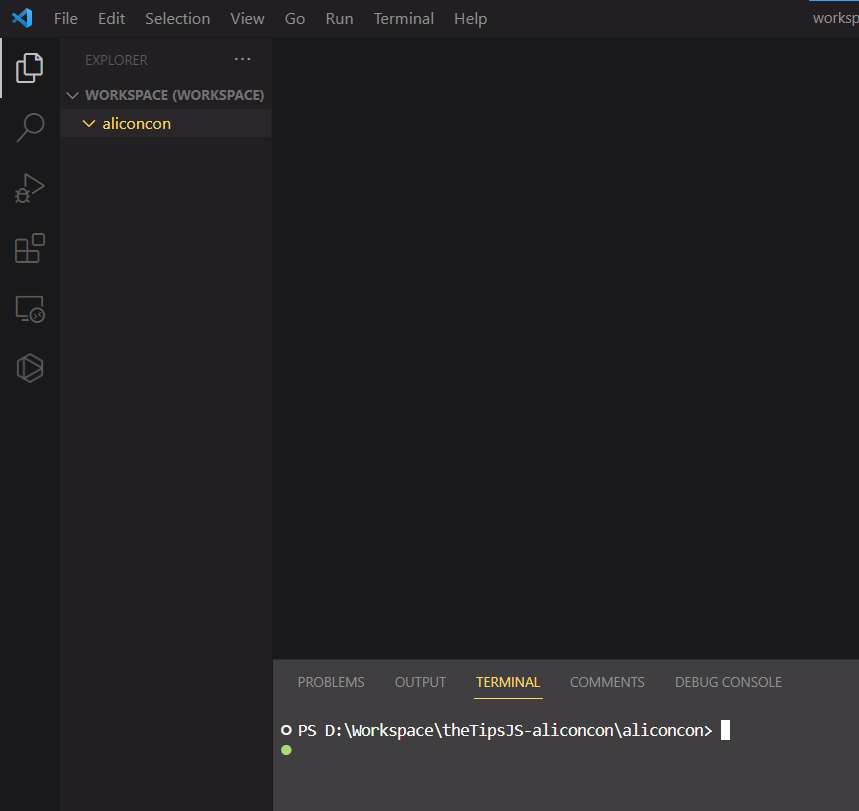 File Edit Selection View Go Run Terminal Help
EXPLORER ...
WORKSPACE (WORKSPACE)
aliconcon
PROBLEMS OUTPUT TERMINAL COMMENTS DEBUG CONSOLE
PS D:\Workspace\theTipsJS-aliconcon\aliconcon>